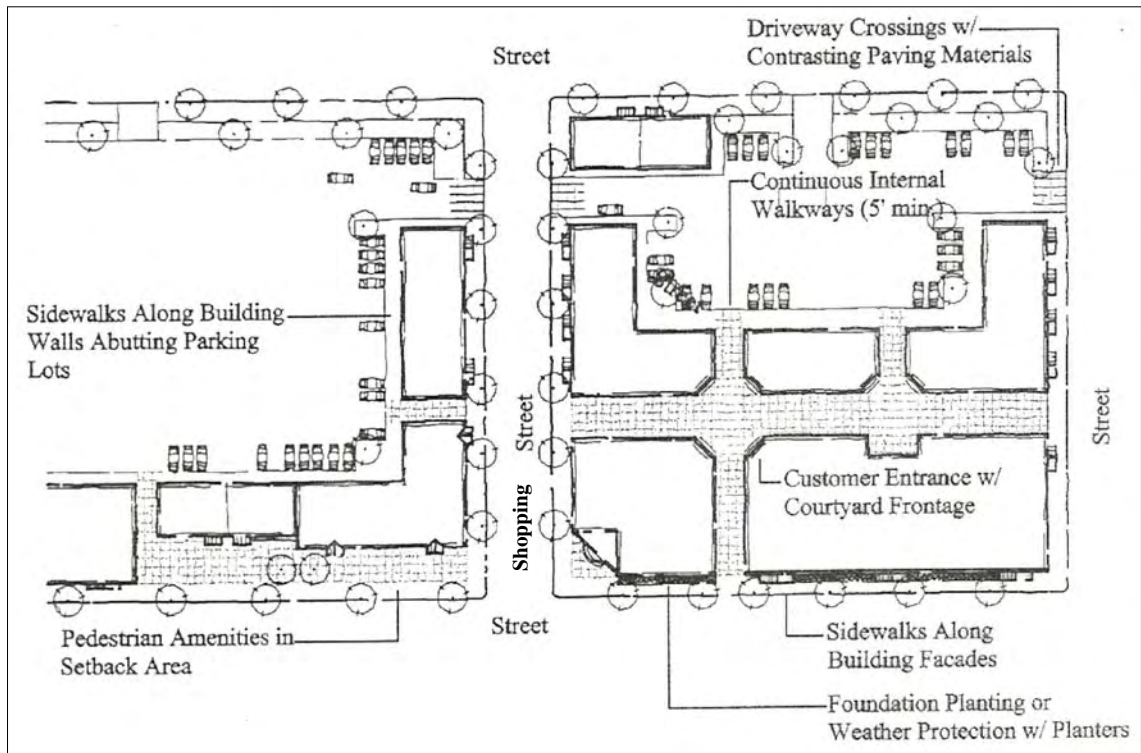 Driveway Crossings w/
Contrasting Paving Materials
Street
Continuous Internal
Walkways (5' min)
Sidewalks Along Building
Walls Abutting Parking
Lots
Shopping Street
Street
Customer Entrance w/
Courtyard Frontage
Street
Pedestrian Amenities in
Setback Area
Sidewalks Along
Building Facades
Foundation Planting or
Weather Protection w/ Planters